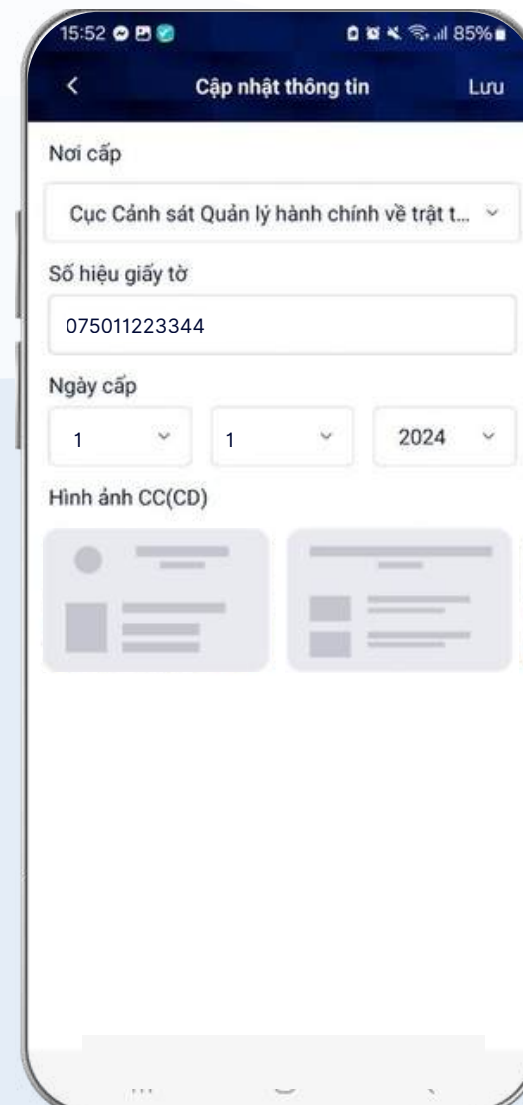 15:52 85%
Cập nhật thông tin Lưu
Nơi cấp
Cục Cảnh sát Quản lý hành chính về trật t...
Số hiệu giấy tờ
075011223344
Ngày cấp
1 1 2024
Hình ảnh CC(CD)